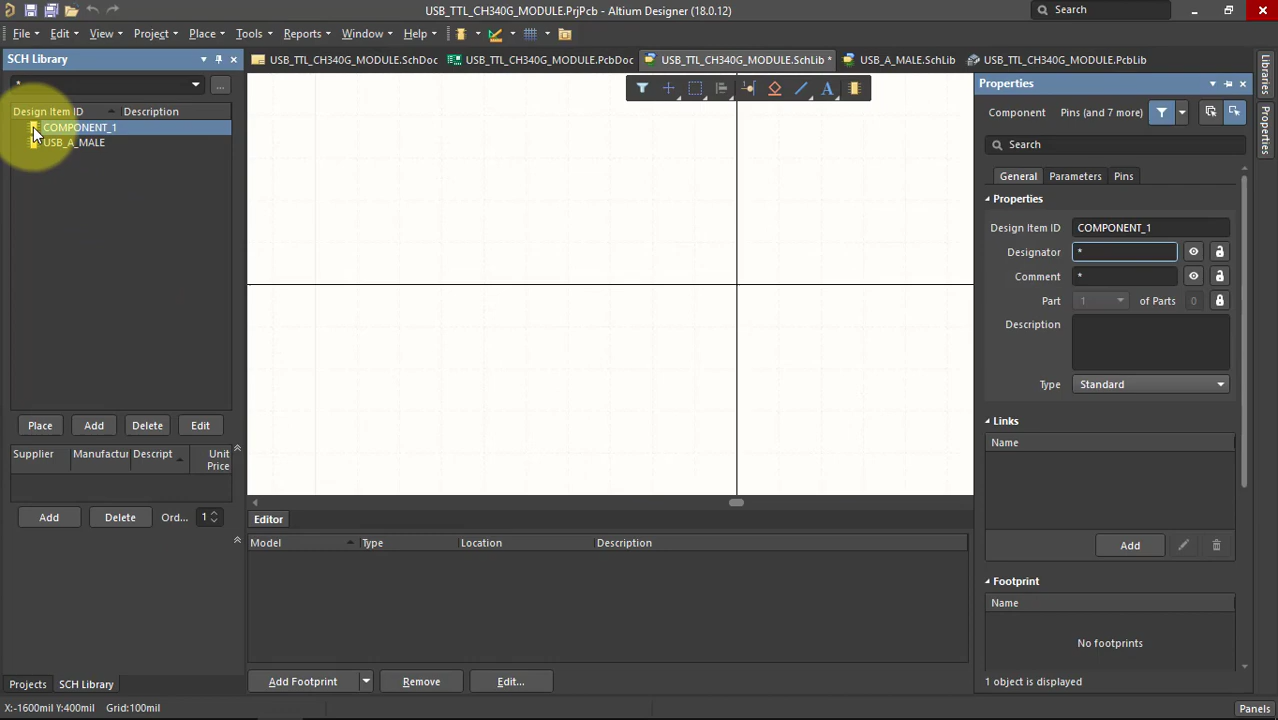 USB_TTL_CH340G_MODULE.PrjPcb - Altium Designer (18.0.12)
Search
File Edit View Project Place Tools Reports Window Help
SCH Library
USB_TTL_CH340G_MODULE.SchDoc
USB_TTL_CH340G_MODULE.PcbDoc
USB_TTL_CH340G_MODULE.SchLib *
USB_A_MALE.SchLib
USB_TTL_CH340G_MODULE.PcbLib
*
...
Design Item ID Description
COMPONENT_1
USB_A_MALE
Place Add Delete Edit
Supplier Manufactur Descript Unit Price
Add Delete Ord... 1
Projects SCH Library
Editor
Model Type Location Description
Add Footprint Remove Edit...
Properties
Component Pins (and 7 more)
Search
General Parameters Pins
Properties
Design Item ID COMPONENT_1
Designator *
Comment *
Part 1 of Parts 0
Description
Type Standard
Links
Name
Add
Footprint
Name
No footprints
1 object is displayed
Libraries
Properties
X:-1600mil Y:400mil Grid:100mil
Panels